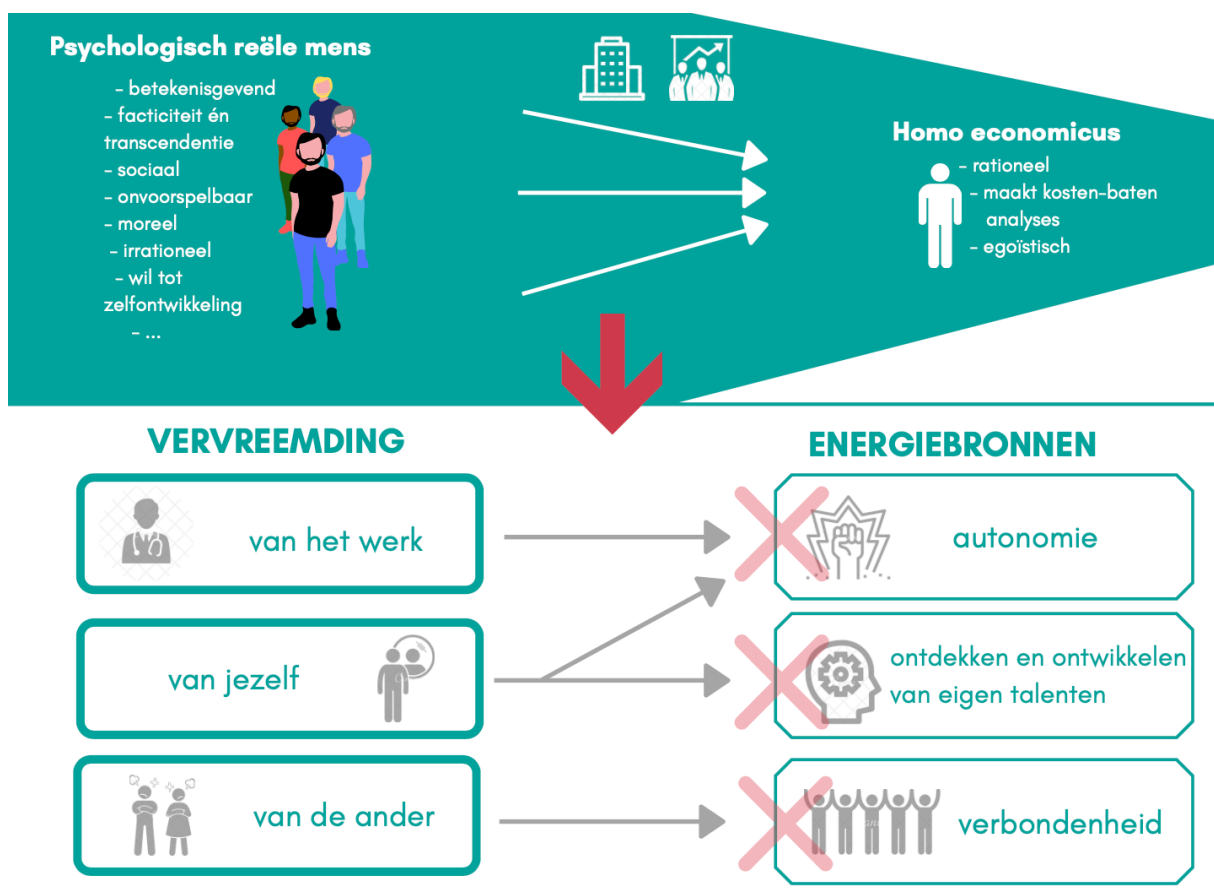 Psychologisch reële mens
- betekenisgevend
- facticiteit én
transcendentie
- sociaal
- onvoorspelbaar
- moreel
- irrationeel
- wil tot
zelfontwikkeling
- ...
Homo economicus
- rationeel
- maakt kosten-baten
analyses
- egoïstisch
VERVREEMDING
ENERGIEBRONNEN
van het werk
autonomie
van jezelf
ontdekken en ontwikkelen
van eigen talenten
van de ander
verbondenheid